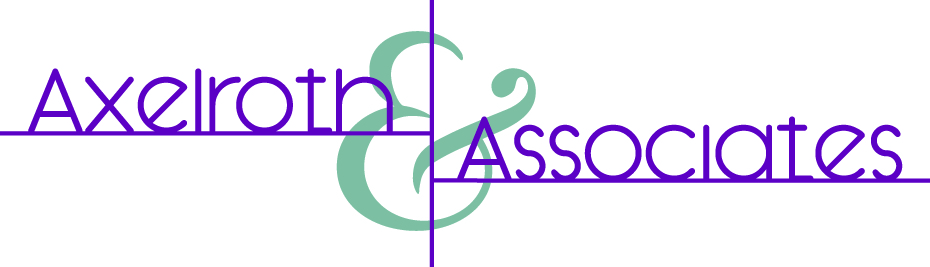 Axelroth
&
Associates